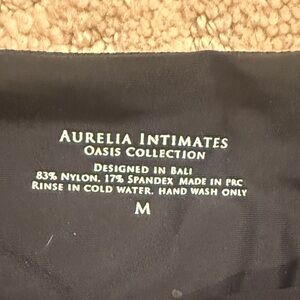 AURELIA INTIMATES
OASIS COLLECTION
DESIGNED IN BALI
83% NYLON, 17% SPANDEX MADE IN PRC
RINSE IN COLD WATER. HAND WASH ONLY
M